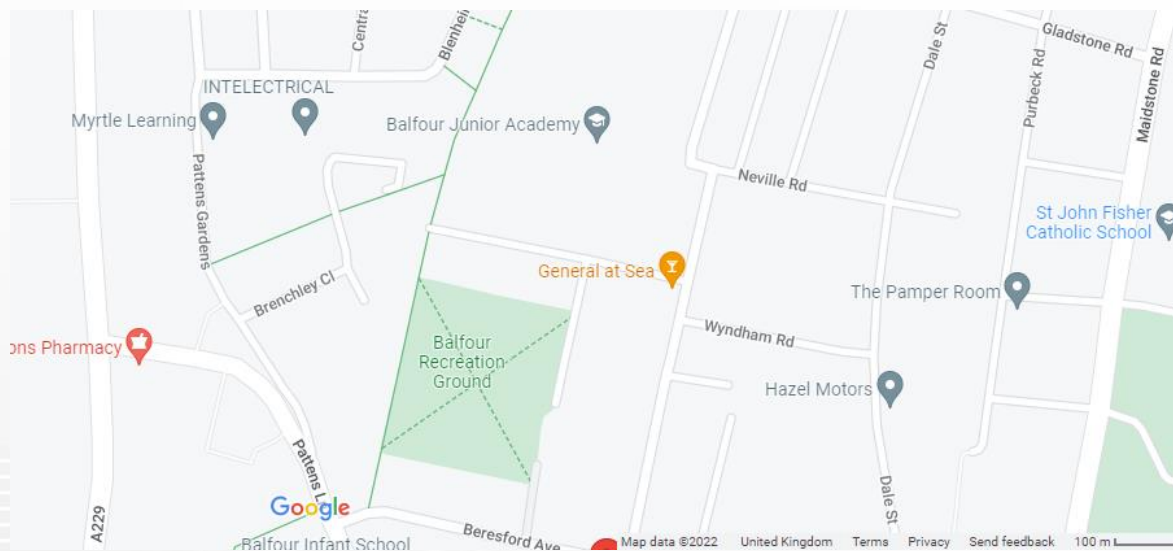 Centra
Blenhei
Dale St
Gladstone Rd
Purbeck Rd
Maidstone Rd
INTELECTRICAL
Myrtle Learning
Balfour Junior Academy
Pattens Gardens
Neville Rd
St John Fisher
Catholic School
General at Sea
Brenchley Cl
The Pamper Room
Wyndham Rd
ons Pharmacy
Balfour
Recreation
Ground
Hazel Motors
Pattens L
Dale St
A229
Google
Beresford Ave
Balfour Infant School
Map data ©2022 United Kingdom Terms Privacy Send feedback 100 m